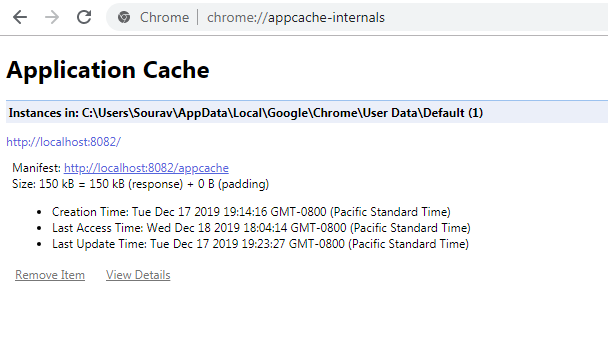 Chrome | chrome://appcache-internals
Application Cache
Instances in: C:\Users\Sourav\AppData\Local\Google\Chrome\User Data\Default (1)
http://localhost:8082/
Manifest: http://localhost:8082/appcache
Size: 150 kB = 150 kB (response) + 0 B (padding)
• Creation Time: Tue Dec 17 2019 19:14:16 GMT-0800 (Pacific Standard Time)
• Last Access Time: Wed Dec 18 2019 18:04:14 GMT-0800 (Pacific Standard Time)
• Last Update Time: Tue Dec 17 2019 19:23:27 GMT-0800 (Pacific Standard Time)
Remove Item View Details